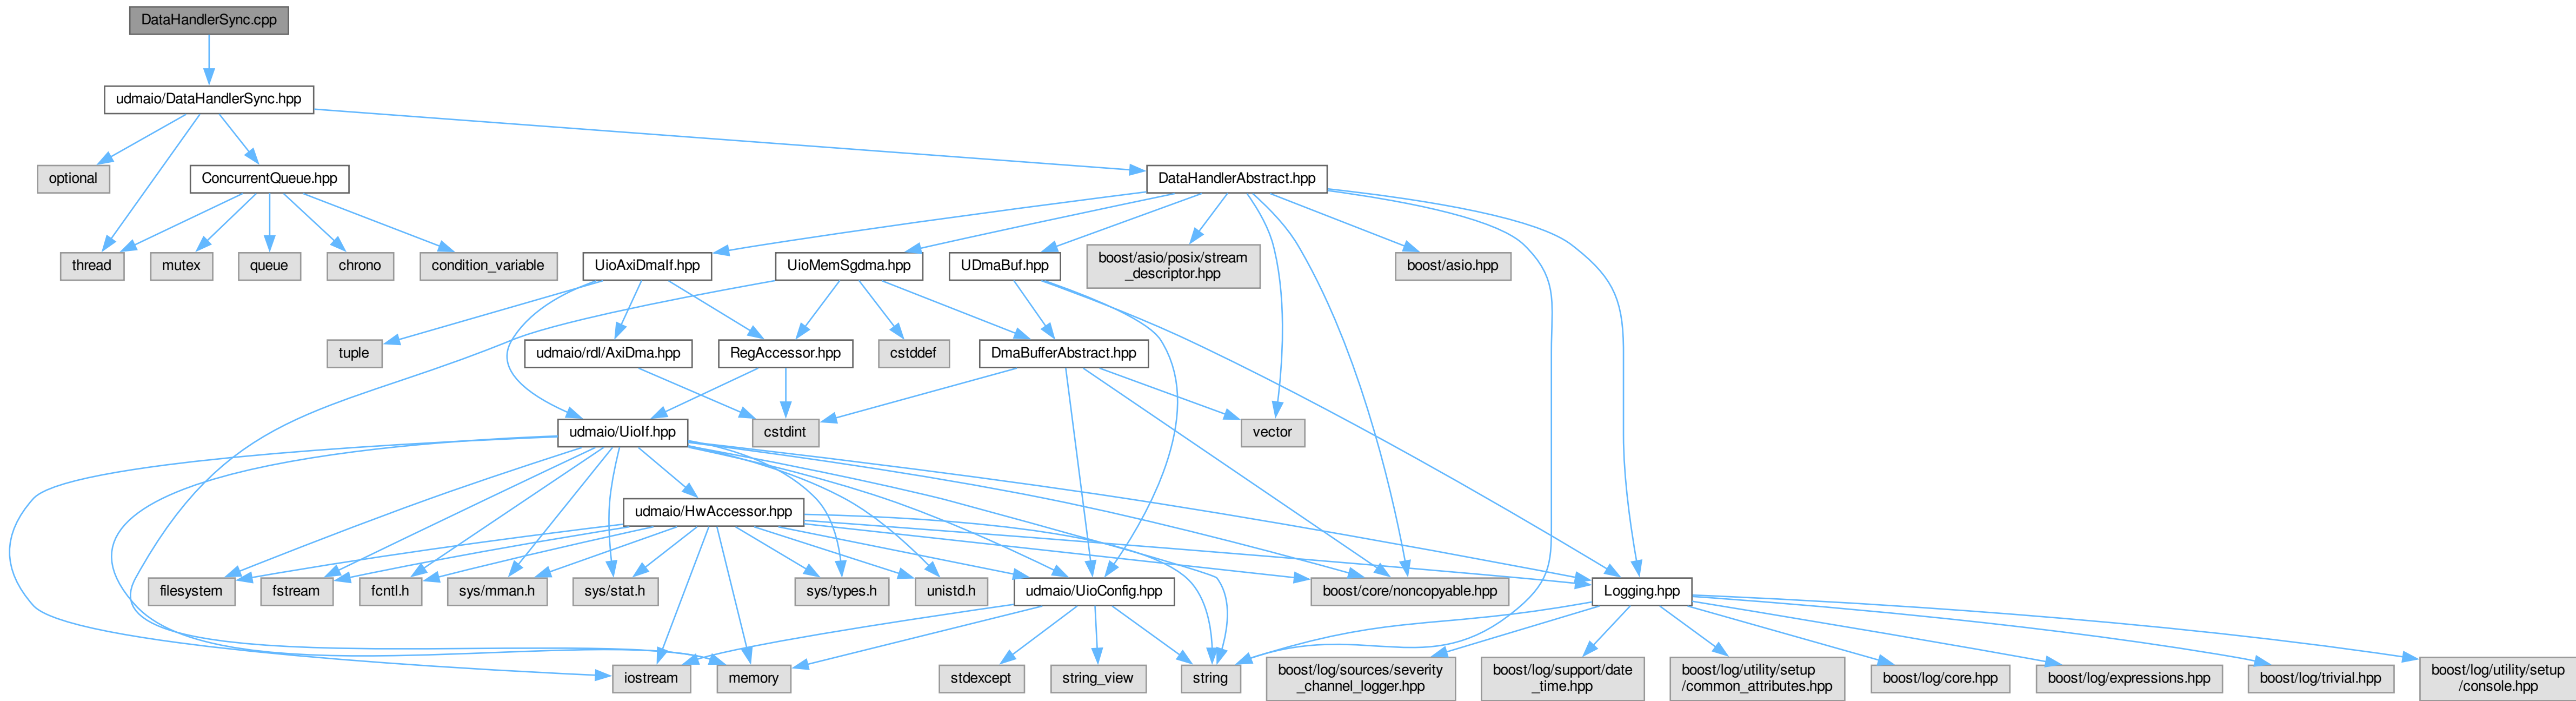 DataHandlerSync.cpp
udmaio/DataHandlerSync.hpp
optional
ConcurrentQueue.hpp
DataHandlerAbstract.hpp
thread
mutex
queue
chrono
condition_variable
UioAxiDmaIf.hpp
UioMemSgdma.hpp
UDmaBuf.hpp
boost/asio/posix/stream
_descriptor.hpp
boost/asio.hpp
tuple
udmaio/rdl/AxiDma.hpp
RegAccessor.hpp
cstddef
DmaBufferAbstract.hpp
udmaio/UioIf.hpp
cstdint
vector
udmaio/HwAccessor.hpp
filesystem
fstream
fcntl.h
sys/mman.h
sys/stat.h
sys/types.h
unistd.h
udmaio/UioConfig.hpp
boost/core/noncopyable.hpp
Logging.hpp
iostream
memory
stdexcept
string_view
string
boost/log/sources/severity
_channel_logger.hpp
boost/log/support/date
_time.hpp
boost/log/utility/setup
/common_attributes.hpp
boost/log/core.hpp
boost/log/expressions.hpp
boost/log/trivial.hpp
boost/log/utility/setup
/console.hpp